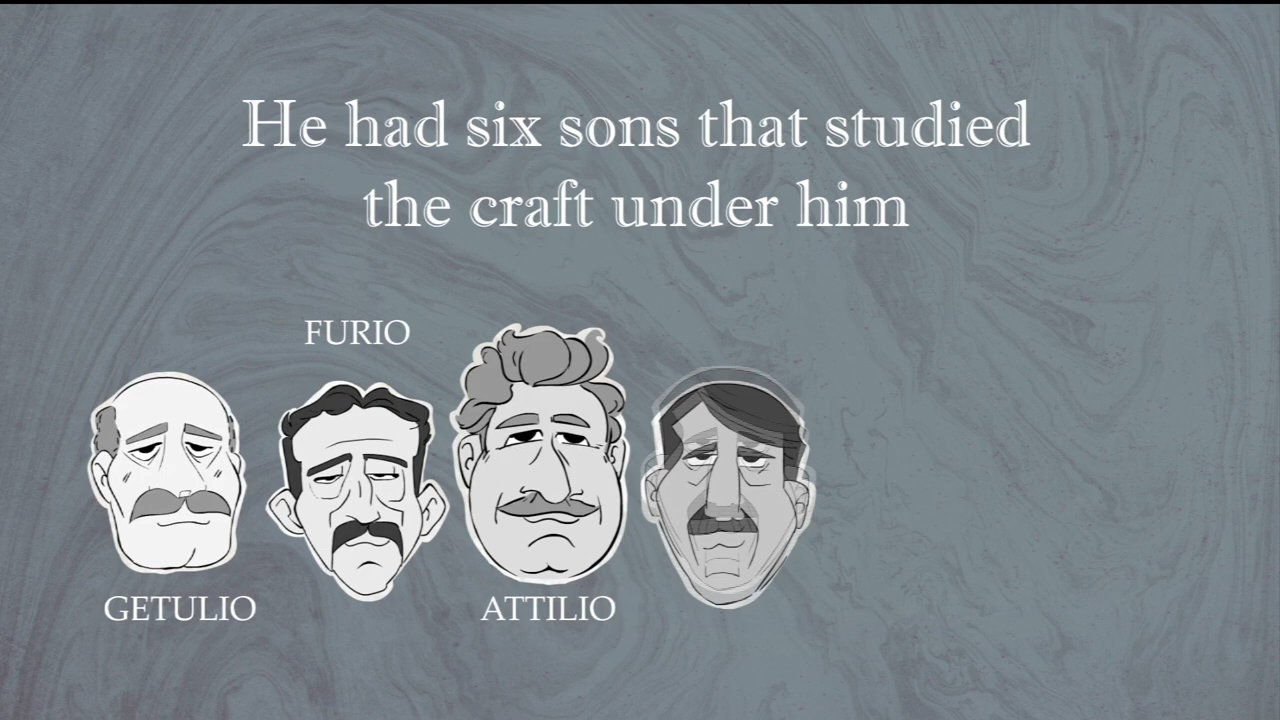 He had six sons that studied
the craft under him
FURIO
GETULIO
ATTILIO